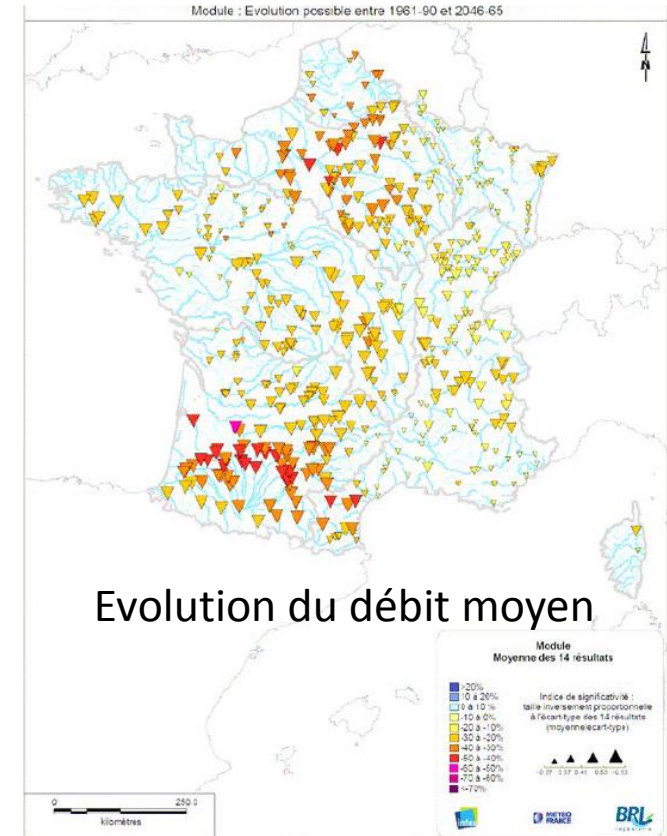 Module : Evolution possible entre 1961-90 et 2046-65
N
Evolution du débit moyen
Module
Moyenne des 14 résultats
>20%
10 à 20%
0 à 10 %
-10 à 0%
-20 à -10%
-30 à -20%
-40 à -30%
-50 à -40%
-60 à -50%
-70 à -60%
<-70%
Indice de significativité :
taille inversement proportionnelle
à l'écart-type des 14 résultats
(moyenne/écart-type)
0
kilomètres
METEO
FRANCE
BRL